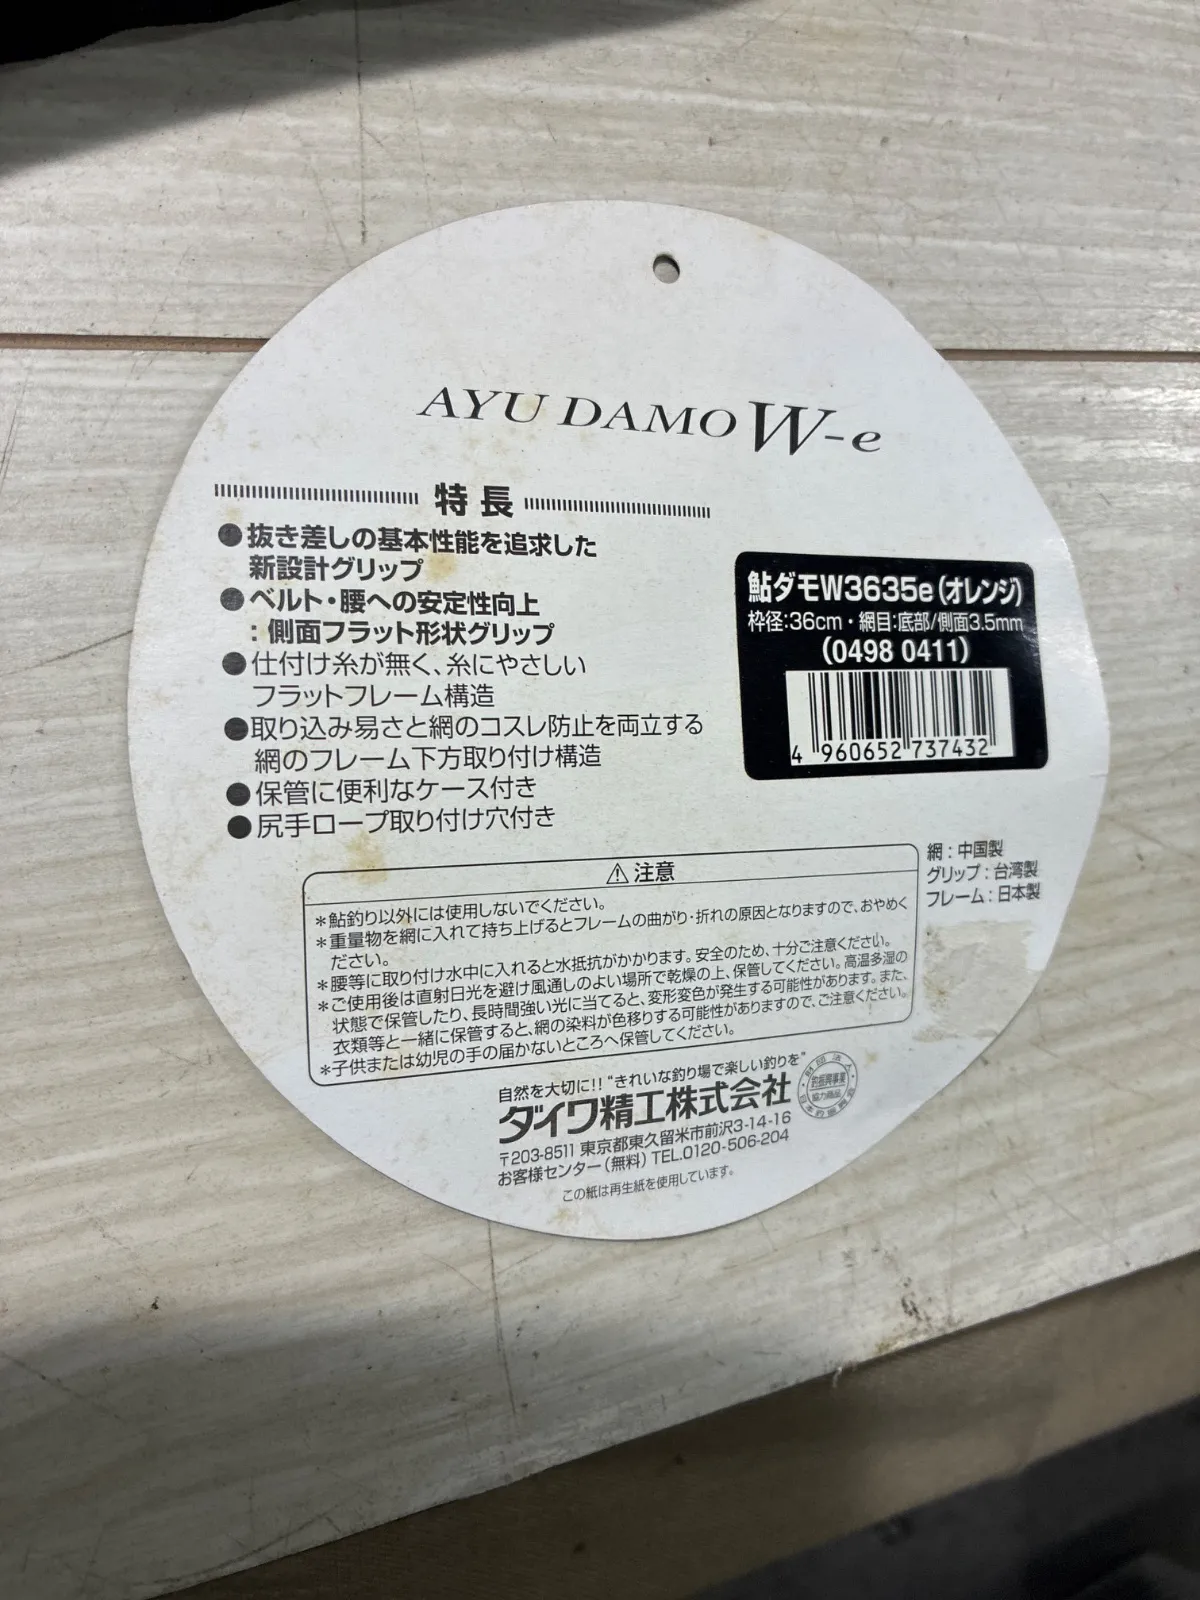 AYU DAMO W-e
特長
●抜き差しの基本性能を追求した
新設計グリップ
●ベルト・腰への安定性向上
：側面フラット形状グリップ
●仕付け糸が無く、糸にやさしい
フラットフレーム構造
●取り込み易さと網のコスレ防止を両立する
網のフレーム下方取り付け構造
●保管に便利なケース付き
●尻手ロープ取り付け穴付き
鮎ダモW3635e(オレンジ)
枠径:36cm・網目:底部/側面3.5mm
(0498 0411)
4 960652 737432
網：中国製
グリップ：台湾製
フレーム：日本製
⚠注意
＊鮎釣り以外には使用しないでください。
＊重量物を網に入れて持ち上げるとフレームの曲がり・折れの原因となりますので、おやめく
ださい。
＊腰等に取り付け水中に入れると水抵抗がかかります。安全のため、十分ご注意ください。
＊ご使用後は直射日光を避け風通しのよい場所で乾燥の上、保管してください。高温多湿の
状態で保管したり、長時間強い光に当てると、変形変色が発生する可能性があります。また、
衣類等と一緒に保管すると、網の染料が色移りする可能性がありますので、ご注意ください。
＊子供または幼児の手の届かないところへ保管してください。
自然を大切に!! "きれいな釣り場で楽しい釣りを"
ダイワ精工株式会社
〒203-8511 東京都東久留米市前沢3-14-16
お客様センター(無料) TEL.0120-506-204
この紙は再生紙を使用しています。
財団法人
日本釣振興会
釣振興事業
協力商品